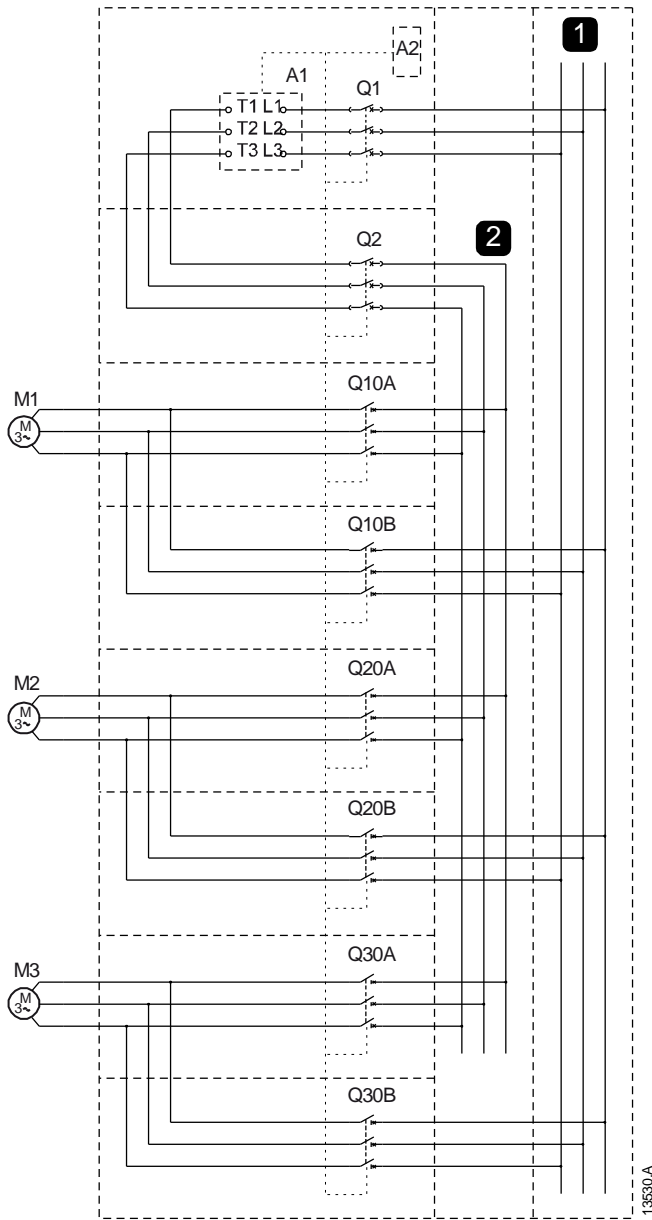 1
A2
A1
Q1
T1 L1
T2 L2
T3 L3
Q2
2
Q10A
M1
M
3~
Q10B
Q20A
M2
M
3~
Q20B
Q30A
M3
M
3~
Q30B
13530.A